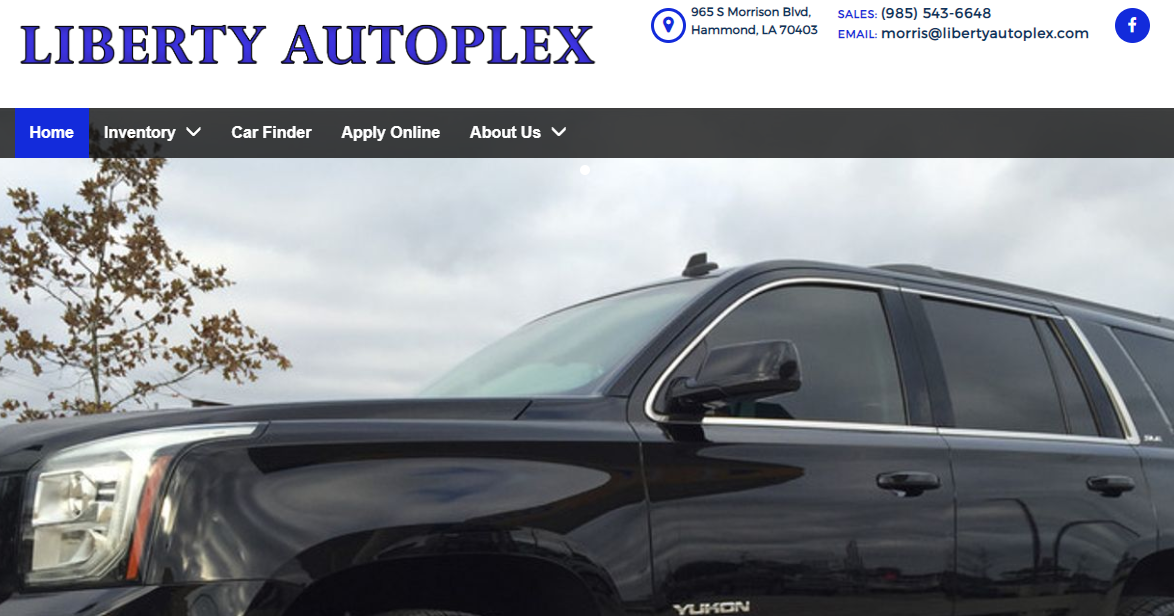 LIBERTY AUTOPLEX
965 S Morrison Blvd,
Hammond, LA 70403
SALES: (985) 543-6648
EMAIL: morris@libertyautoplex.com
Home Inventory Car Finder Apply Online About Us
YUKON